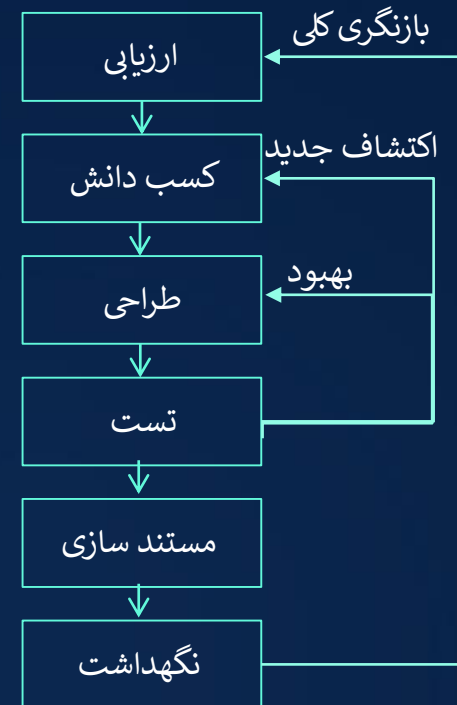 بازنگری کلی
ارزیابی
اکتشاف جدید
کسب دانش
بهبود
طراحی
تست
مستند سازی
نگهداشت